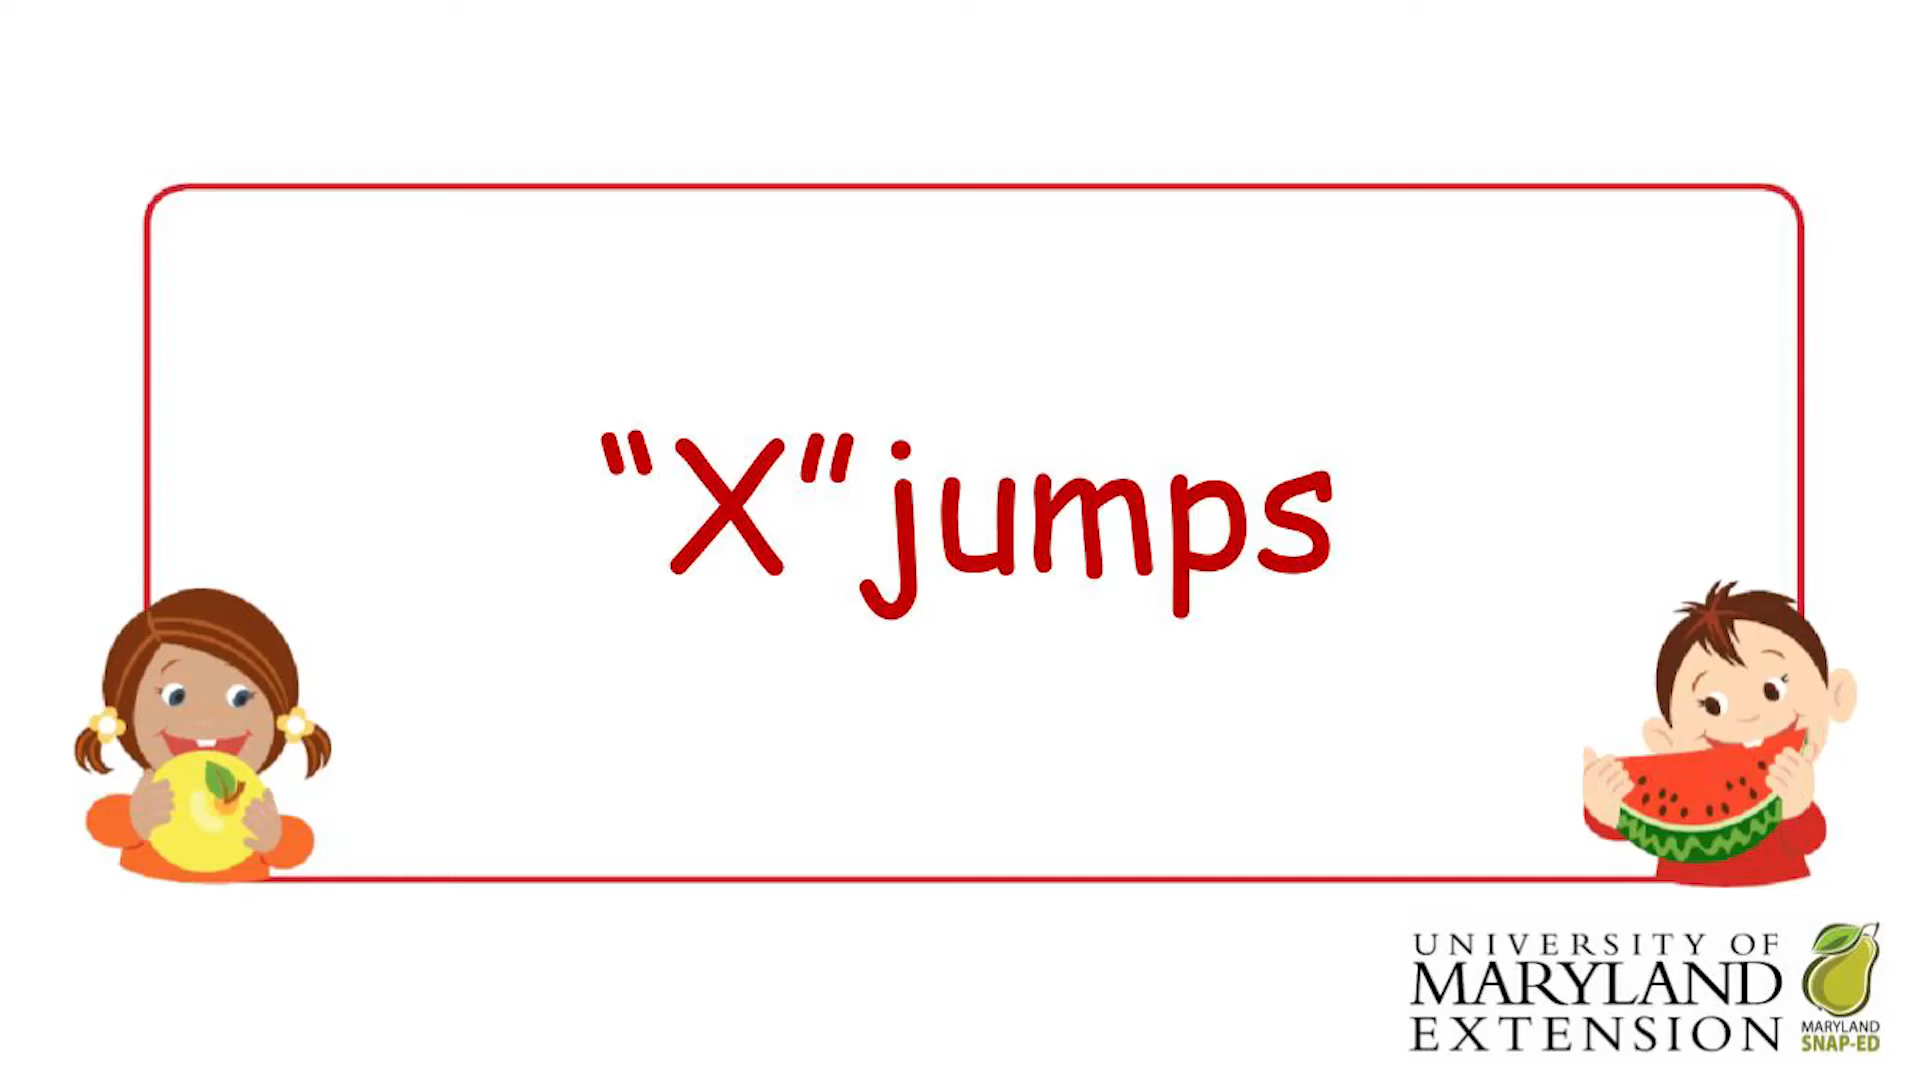 “X” jumps
UNIVERSITY OF
MARYLAND
EXTENSION
MARYLAND
SNAP-ED